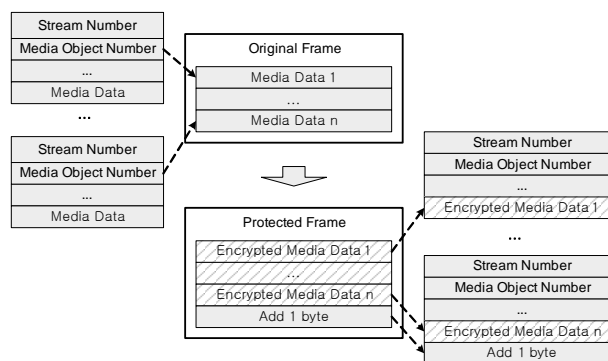 Stream Number
Media Object Number
...
Media Data
...
Stream Number
Media Object Number
...
Media Data
Original Frame
Media Data 1
...
Media Data n
Protected Frame
Encrypted Media Data 1
...
Encrypted Media Data n
Add 1 byte
Stream Number
Media Object Number
...
Encrypted Media Data 1
...
Stream Number
Media Object Number
...
Encrypted Media Data n
Add 1 byte